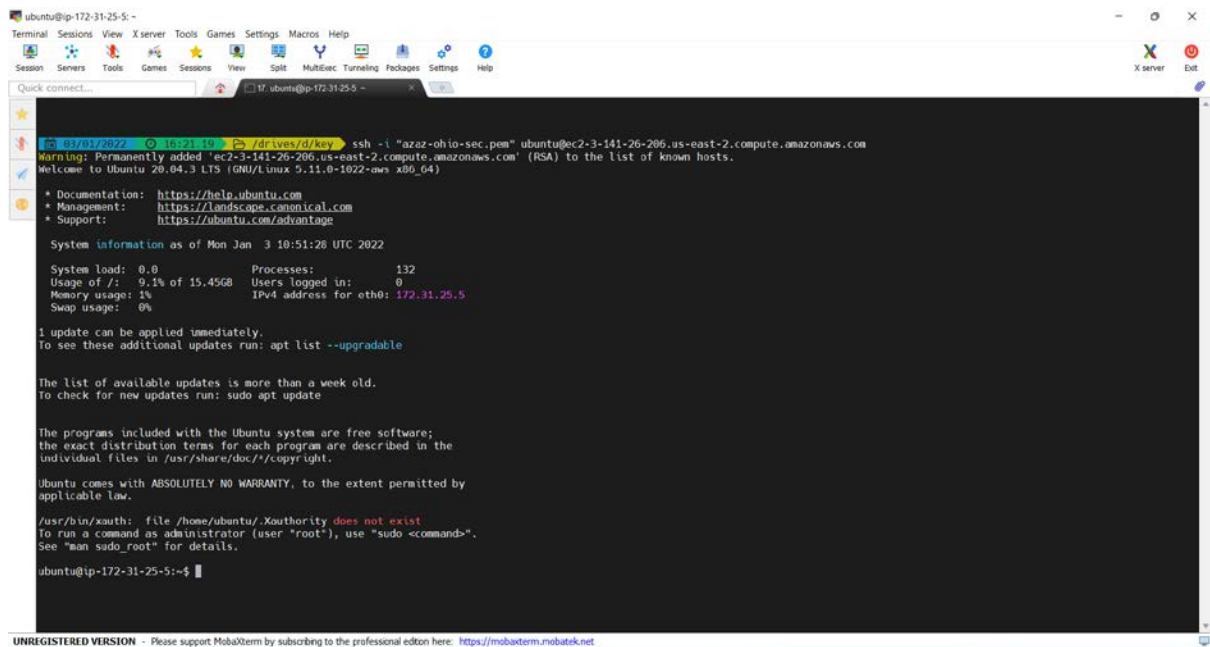 ubuntu@ip-172-31-25-5: ~
Terminal Sessions View X server Tools Games Settings Macros Help
Session Servers Tools Games Sessions View Split MultiExec Tunneling Packages Settings Help X server Exit
Quick connect... 17. ubuntu@ip-172-31-25-5: ~
03/01/2022 16:21.19 /drives/d/key ssh -i "azaz-ohio-sec.pem" ubuntu@ec2-3-141-26-206.us-east-2.compute.amazonaws.com
Warning: Permanently added 'ec2-3-141-26-206.us-east-2.compute.amazonaws.com' (RSA) to the list of known hosts.
Welcome to Ubuntu 20.04.3 LTS (GNU/Linux 5.11.0-1022-aws x86_64)
* Documentation: https://help.ubuntu.com
* Management: https://landscape.canonical.com
* Support: https://ubuntu.com/advantage
System information as of Mon Jan 3 10:51:28 UTC 2022
System load: 0.0 Processes: 132
Usage of /: 9.1% of 15.45GB Users logged in: 0
Memory usage: 1% IPv4 address for eth0: 172.31.25.5
Swap usage: 0%
1 update can be applied immediately.
To see these additional updates run: apt list --upgradable
The list of available updates is more than a week old.
To check for new updates run: sudo apt update
The programs included with the Ubuntu system are free software;
the exact distribution terms for each program are described in the
individual files in /usr/share/doc/*/copyright.
Ubuntu comes with ABSOLUTELY NO WARRANTY, to the extent permitted by
applicable law.
/usr/bin/xauth: file /home/ubuntu/.Xauthority does not exist
To run a command as administrator (user "root"), use "sudo <command>".
See "man sudo_root" for details.
ubuntu@ip-172-31-25-5:~$
UNREGISTERED VERSION - Please support MobaXterm by subscribing to the professional edition here: https://mobaxterm.mobatek.net